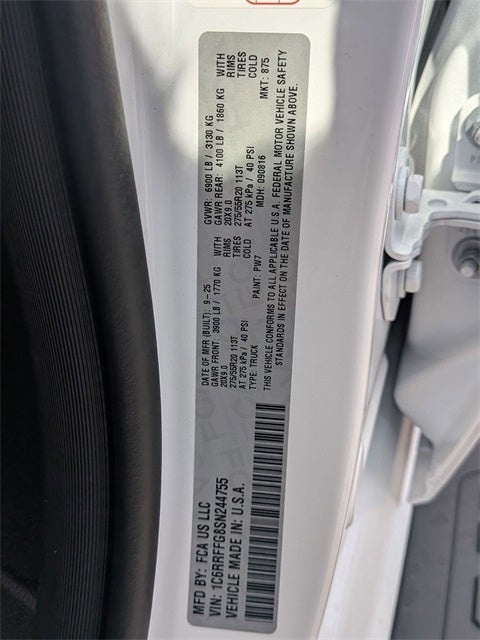 MFD BY: FCA US LLC
VIN: 1C6RRFFG8SN244755
VEHICLE MADE IN: U.S.A.
DATE OF MFR (BUILT): 9-25 GVWR: 6900 LB / 3130 KG
GAWR FRONT: 3900 LB / 1770 KG WITH GAWR REAR: 4100 LB / 1860 KG WITH
20X9.0 RIMS 20X9.0 RIMS
275/55R20 113T TIRES 275/55R20 113T TIRES
AT 275 kPa / 40 PSI COLD AT 275 kPa / 40 PSI COLD
TYPE: TRUCK PAINT: PW7 MDH: 090816 MKT: 875
THIS VEHICLE CONFORMS TO ALL APPLICABLE U.S.A. FEDERAL MOTOR VEHICLE SAFETY
STANDARDS IN EFFECT ON THE DATE OF MANUFACTURE SHOWN ABOVE.